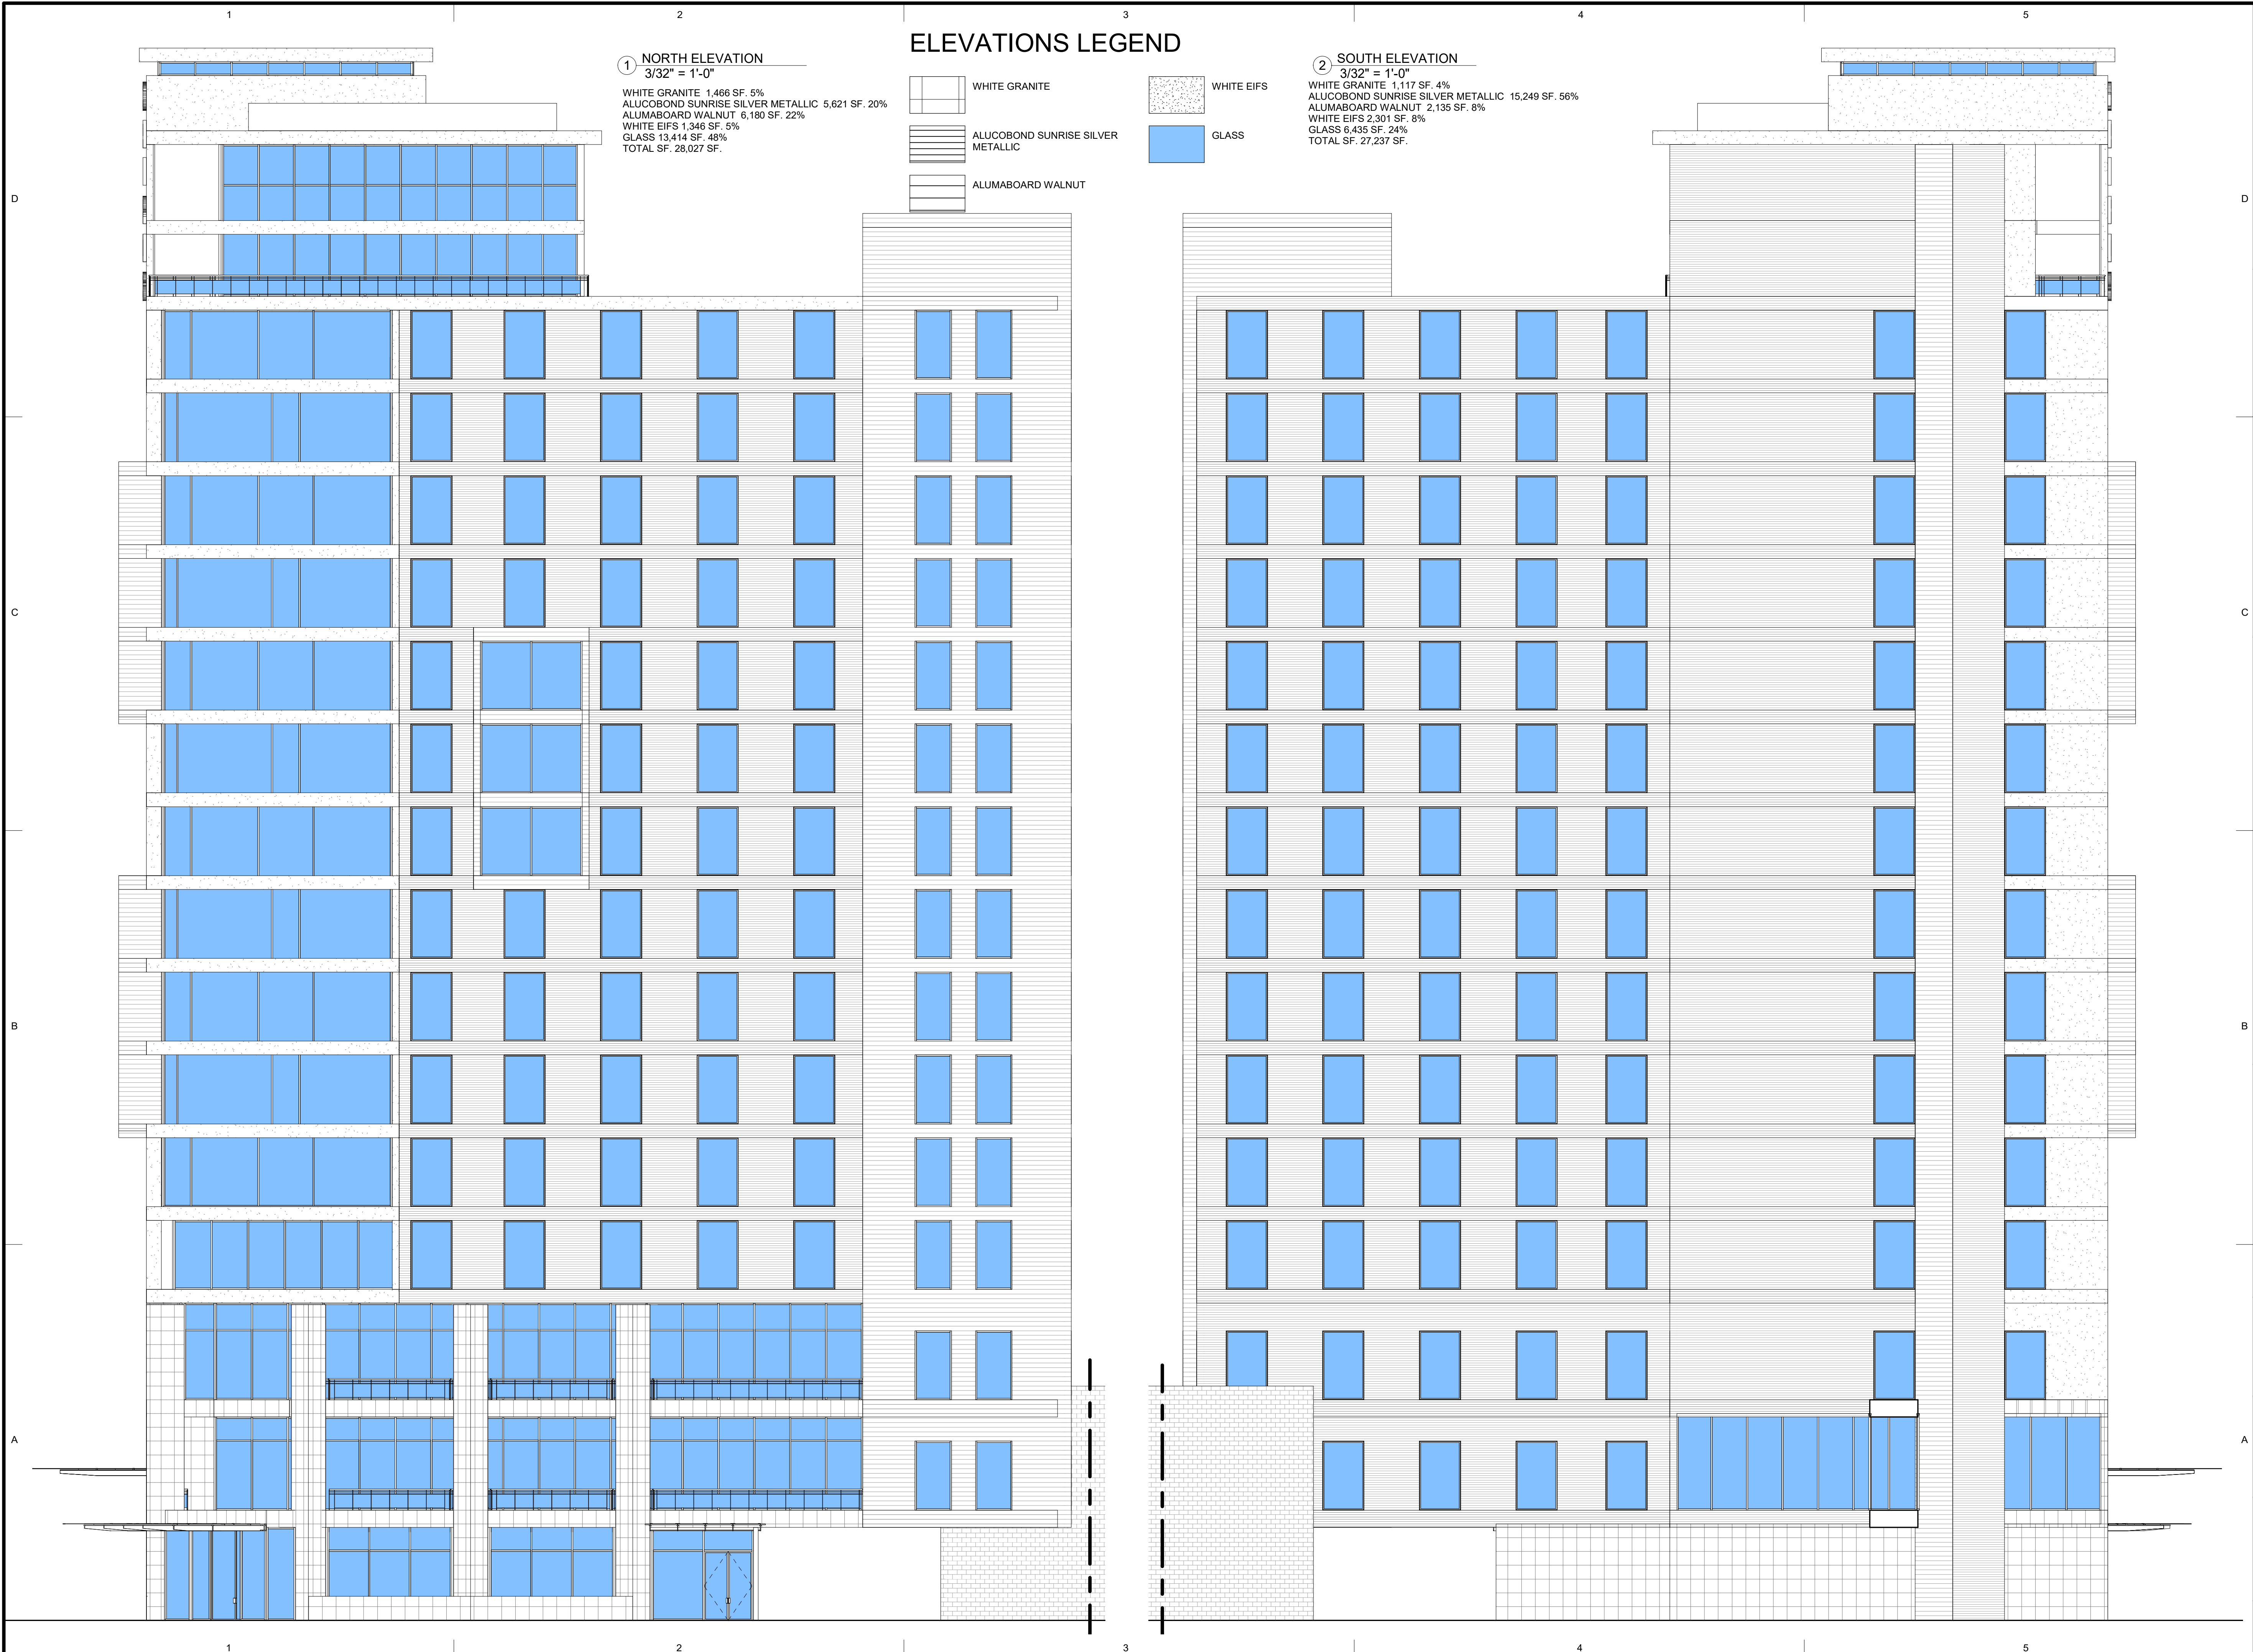 1 2 3 4 5
ELEVATIONS LEGEND
1 NORTH ELEVATION
3/32" = 1'-0"
WHITE GRANITE 1,466 SF. 5%
ALUCOBOND SUNRISE SILVER METALLIC 5,621 SF. 20%
ALUMABOARD WALNUT 6,180 SF. 22%
WHITE EIFS 1,346 SF. 5%
GLASS 13,414 SF. 48%
TOTAL SF. 28,027 SF.
WHITE GRANITE
ALUCOBOND SUNRISE SILVER
METALLIC
ALUMABOARD WALNUT
WHITE EIFS
GLASS
2 SOUTH ELEVATION
3/32" = 1'-0"
WHITE GRANITE 1,117 SF. 4%
ALUCOBOND SUNRISE SILVER METALLIC 15,249 SF. 56%
ALUMABOARD WALNUT 2,135 SF. 8%
WHITE EIFS 2,301 SF. 8%
GLASS 6,435 SF. 24%
TOTAL SF. 27,237 SF.
D D
C C
B B
A A
1 2 3 4 5